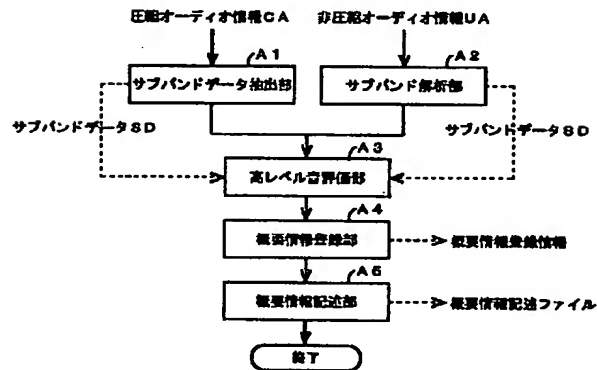 圧縮オーディオ情報CA
非圧縮オーディオ情報UA
A1
A2
サブバンドデータ抽出部
サブバンド解析部
サブバンドデータSD
サブバンドデータSD
A3
高レベル音評価部
A4
概要情報登録部
概要情報登録情報
A5
概要情報記述部
概要情報記述ファイル
終了